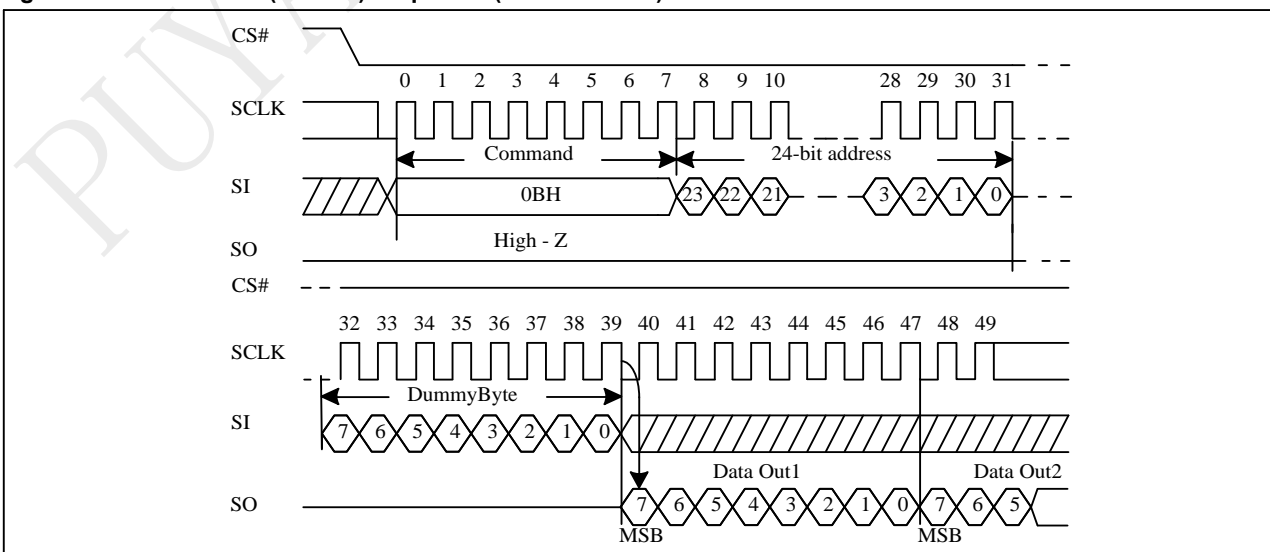 CS#
0 1 2 3 4 5 6 7 8 9 10 28 29 30 31
SCLK
Command 24-bit address
SI 0BH 23 22 21 3 2 1 0
High - Z
SO
CS#
32 33 34 35 36 37 38 39 40 41 42 43 44 45 46 47 48 49
SCLK
DummyByte
SI 7 6 5 4 3 2 1 0
Data Out1 Data Out2
SO 7 6 5 4 3 2 1 0 7 6 5
MSB MSB